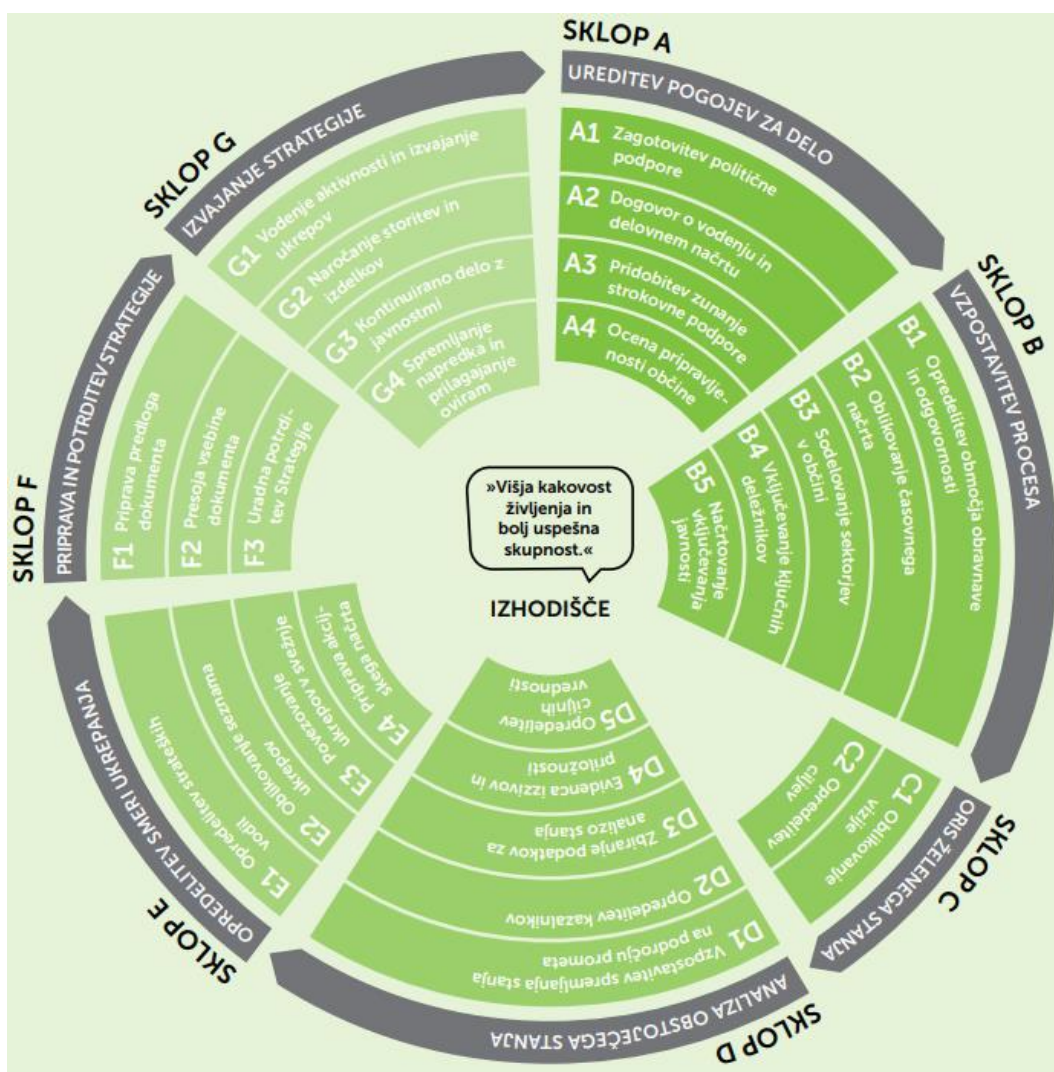 SKLOP A
UREDITEV POGOJEV ZA DELO
A1 Zagotovitev politične
podpore
A2 Dogovor o vodenju in
delovnem načrtu
A3 Pridobitev zunanje
strokovne podpore
A4 Ocena pripravlje-
nosti občine
SKLOP B
VZPOSTAVITEV PROCESA
B1 Opredelitev območja obravnave
in odgovornosti
B2 Oblikovanje časovnega
načrta
B3 Sodelovanje sektorjev
v občini
B4 Vključevanje ključnih
deležnikov
B5 Načrtovanje
vključevanja
javnosti
SKLOP C
ORIS ŽELENEGA STANJA
C1 Oblikovanje
vizije
C2 Opredelitev
ciljev
SKLOP D
ANALIZA OBSTOJEČEGA STANJA
D1 Vzpostavitev spremljanja stanja
na področju prometa
D2 Opredelitev kazalnikov
D3 Zbiranje podatkov za
analizo stanja
D4 Evidenca izzivov in
priložnosti
D5 Opredelitev
ciljnih
vrednosti
SKLOP E
OPREDELITEV SMERI UKREPANJA
E1 Opredelitev strateških
vodil
E2 Oblikovanje seznama
ukrepov
E3 Povezovanje
ukrepov v svežnje
E4 Priprava akcij-
skega načrta
SKLOP F
PRIPRAVA IN POTRDITEV STRATEGIJE
F1 Priprava predloga
dokumenta
F2 Presoja vsebine
dokumenta
F3 Uradna potrdi-
tev Strategije
SKLOP G
IZVAJANJE STRATEGIJE
G1 Vodenje aktivnosti in izvajanje
ukrepov
G2 Naročanje storitev in
izdelkov
G3 Kontinuirano delo z
javnostmi
G4 Spremljanje
napredka in
prilagajanje
oviram
»Višja kakovost
življenja in
bolj uspešna
skupnost.«
IZHODIŠČE